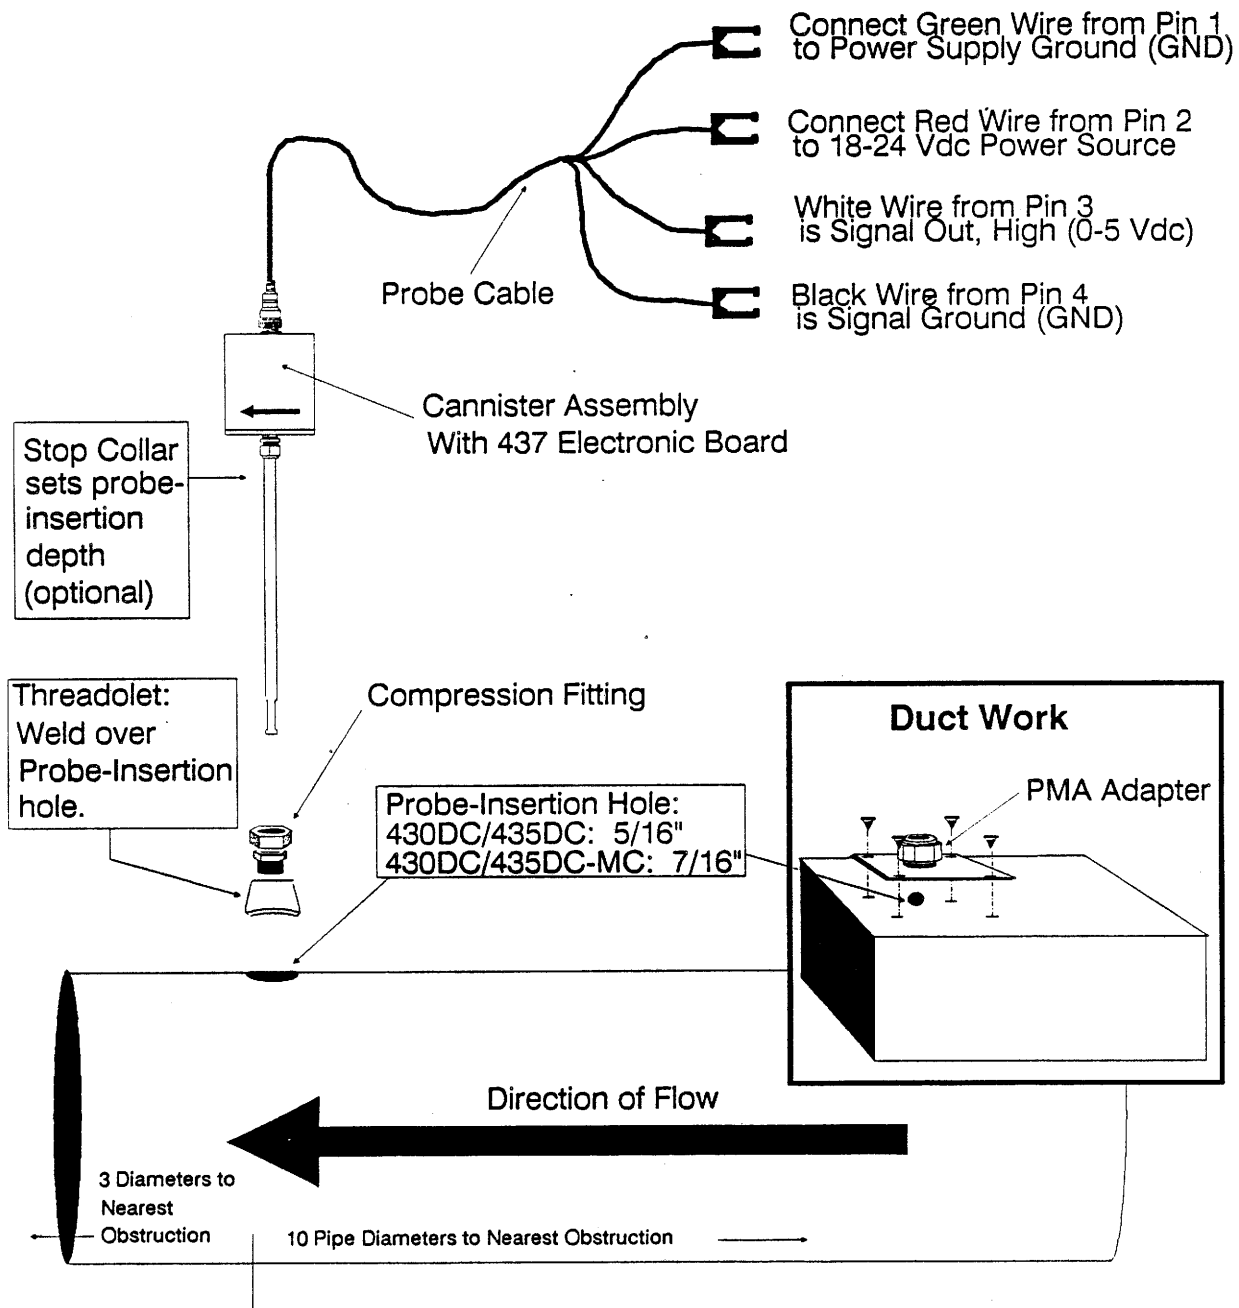 Connect Green Wire from Pin 1
to Power Supply Ground (GND)
Connect Red Wire from Pin 2
to 18-24 Vdc Power Source
White Wire from Pin 3
is Signal Out, High (0-5 Vdc)
Black Wire from Pin 4
is Signal Ground (GND)
Probe Cable
Cannister Assembly
With 437 Electronic Board
Stop Collar
sets probe-
insertion
depth
(optional)
Threadolet:
Weld over
Probe-Insertion
hole.
Compression Fitting
Probe-Insertion Hole:
430DC/435DC: 5/16"
430DC/435DC-MC: 7/16"
Duct Work
PMA Adapter
Direction of Flow
3 Diameters to
Nearest
Obstruction
10 Pipe Diameters to Nearest Obstruction